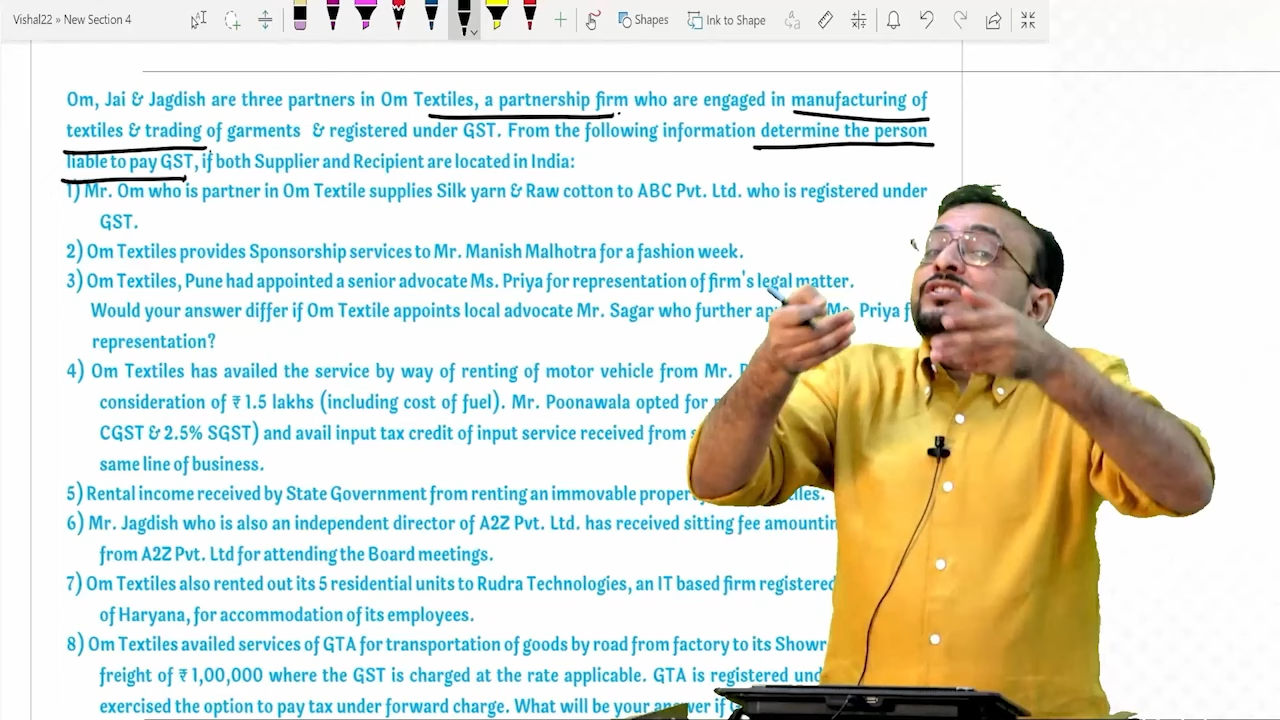 Vishal22 » New Section 4
Shapes
Ink to Shape
Om, Jai & Jagdish are three partners in Om Textiles, a partnership firm who are engaged in manufacturing of
textiles & trading of garments & registered under GST. From the following information determine the person
liable to pay GST, if both Supplier and Recipient are located in India:
1) Mr. Om who is partner in Om Textile supplies Silk yarn & Raw cotton to ABC Pvt. Ltd. who is registered under
GST.
2) Om Textiles provides Sponsorship services to Mr. Manish Malhotra for a fashion week.
3) Om Textiles, Pune had appointed a senior advocate Ms. Priya for representation of firm's legal matter.
Would your answer differ if Om Textile appoints local advocate Mr. Sagar who further Priya
representation?
4) Om Textiles has availed the service by way of renting of motor vehicle from Mr.
consideration of ₹ 1.5 lakhs (including cost of fuel). Mr. Poonawala opted for
CGST & 2.5% SGST) and avail input tax credit of input service received from
same line of business.
5) Rental income received by State Government from renting an immovable
6) Mr. Jagdish who is also an independent director of A2Z Pvt. Ltd. has received sitting fee
from A2Z Pvt. Ltd for attending the Board meetings.
7) Om Textiles also rented out its 5 residential units to Rudra Technologies, an IT based firm registered
of Haryana, for accommodation of its employees.
8) Om Textiles availed services of GTA for transportation of goods by road from factory to its
freight of ₹ 1,00,000 where the GST is charged at the rate applicable. GTA is registered
exercised the option to pay tax under forward charge. What will be your answer if